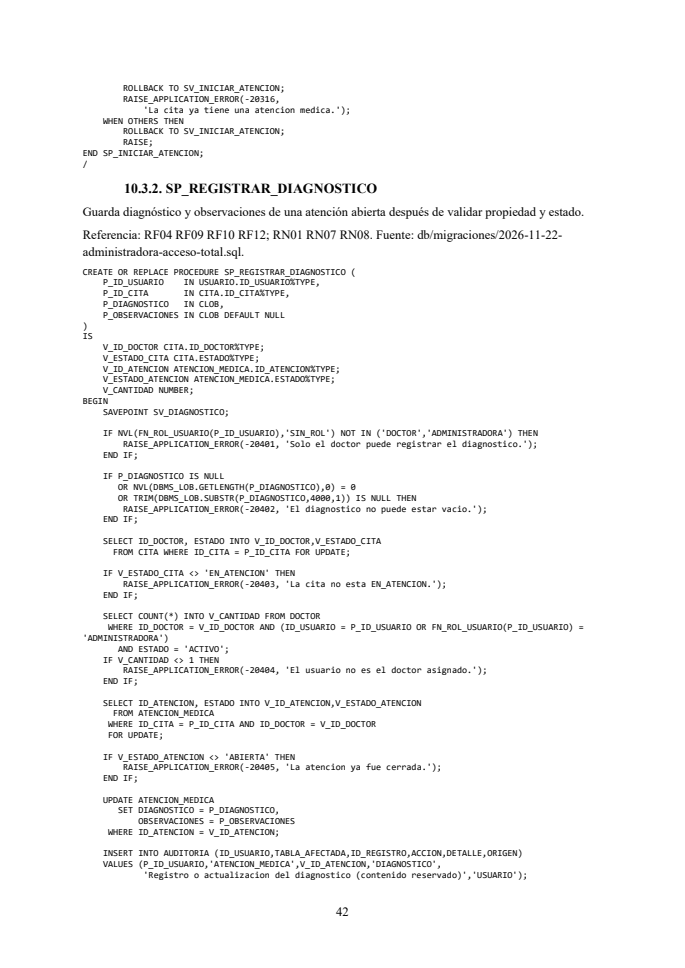 ROLLBACK TO SV_INICIAR_ATENCION;
RAISE_APPLICATION_ERROR(-20316,
'La cita ya tiene una atencion medica.');
WHEN OTHERS THEN
ROLLBACK TO SV_INICIAR_ATENCION;
RAISE;
END SP_INICIAR_ATENCION;
/
10.3.2. SP_REGISTRAR_DIAGNOSTICO
Guarda diagnóstico y observaciones de una atención abierta después de validar propiedad y estado.
Referencia: RF04 RF09 RF10 RF12; RN01 RN07 RN08. Fuente: db/migraciones/2026-11-22-
administradora-acceso-total.sql.
CREATE OR REPLACE PROCEDURE SP_REGISTRAR_DIAGNOSTICO (
P_ID_USUARIO IN USUARIO.ID_USUARIO%TYPE,
P_ID_CITA IN CITA.ID_CITA%TYPE,
P_DIAGNOSTICO IN CLOB,
P_OBSERVACIONES IN CLOB DEFAULT NULL
)
IS
V_ID_DOCTOR CITA.ID_DOCTOR%TYPE;
V_ESTADO_CITA CITA.ESTADO%TYPE;
V_ID_ATENCION ATENCION_MEDICA.ID_ATENCION%TYPE;
V_ESTADO_ATENCION ATENCION_MEDICA.ESTADO%TYPE;
V_CANTIDAD NUMBER;
BEGIN
SAVEPOINT SV_DIAGNOSTICO;
IF NVL(FN_ROL_USUARIO(P_ID_USUARIO),'SIN_ROL') NOT IN ('DOCTOR','ADMINISTRADORA') THEN
RAISE_APPLICATION_ERROR(-20401, 'Solo el doctor puede registrar el diagnostico.');
END IF;
IF P_DIAGNOSTICO IS NULL
OR NVL(DBMS_LOB.GETLENGTH(P_DIAGNOSTICO),0) = 0
OR TRIM(DBMS_LOB.SUBSTR(P_DIAGNOSTICO,4000,1)) IS NULL THEN
RAISE_APPLICATION_ERROR(-20402, 'El diagnostico no puede estar vacio.');
END IF;
SELECT ID_DOCTOR, ESTADO INTO V_ID_DOCTOR,V_ESTADO_CITA
FROM CITA WHERE ID_CITA = P_ID_CITA FOR UPDATE;
IF V_ESTADO_CITA <> 'EN_ATENCION' THEN
RAISE_APPLICATION_ERROR(-20403, 'La cita no esta EN_ATENCION.');
END IF;
SELECT COUNT(*) INTO V_CANTIDAD FROM DOCTOR
WHERE ID_DOCTOR = V_ID_DOCTOR AND (ID_USUARIO = P_ID_USUARIO OR FN_ROL_USUARIO(P_ID_USUARIO) =
'ADMINISTRADORA')
AND ESTADO = 'ACTIVO';
IF V_CANTIDAD <> 1 THEN
RAISE_APPLICATION_ERROR(-20404, 'El usuario no es el doctor asignado.');
END IF;
SELECT ID_ATENCION, ESTADO INTO V_ID_ATENCION,V_ESTADO_ATENCION
FROM ATENCION_MEDICA
WHERE ID_CITA = P_ID_CITA AND ID_DOCTOR = V_ID_DOCTOR
FOR UPDATE;
IF V_ESTADO_ATENCION <> 'ABIERTA' THEN
RAISE_APPLICATION_ERROR(-20405, 'La atencion ya fue cerrada.');
END IF;
UPDATE ATENCION_MEDICA
SET DIAGNOSTICO = P_DIAGNOSTICO,
OBSERVACIONES = P_OBSERVACIONES
WHERE ID_ATENCION = V_ID_ATENCION;
INSERT INTO AUDITORIA (ID_USUARIO,TABLA_AFECTADA,ID_REGISTRO,ACCION,DETALLE,ORIGEN)
VALUES (P_ID_USUARIO,'ATENCION_MEDICA',V_ID_ATENCION,'DIAGNOSTICO',
'Registro o actualizacion del diagnostico (contenido reservado)','USUARIO');
42